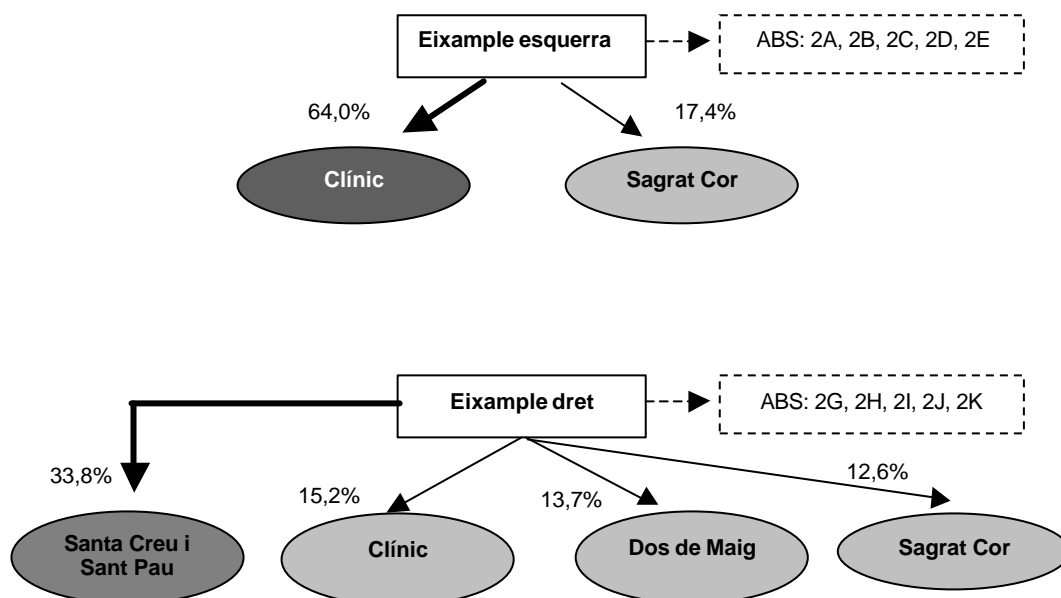 Eixample esquerra
ABS: 2A, 2B, 2C, 2D, 2E
64,0%
17,4%
Clínic
Sagrat Cor
Eixample dret
ABS: 2G, 2H, 2I, 2J, 2K
33,8%
15,2%
13,7%
12,6%
Santa Creu i
Sant Pau
Clínic
Dos de Maig
Sagrat Cor